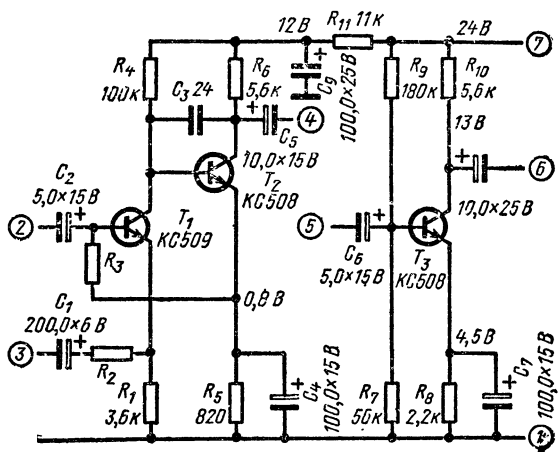 12 В
R11 11к
24 В
7
R4
100к
C3 24
R6
5,6к
C9
100,0×25 В
R9
180к
R10
5,6к
4
C5
10,0×15 В
13 В
6
C2
5,0×15 В
T2
КС508
10,0×25 В
2
T1
КС509
5
C6
5,0×15 В
T3
КС508
R3
C1
200,0×6 В
0,8 В
4,5 В
3
R2
R1
3,6к
R5
820
C4
100,0×15 В
R7
50к
R8
2,2к
C7
100,0×15 В